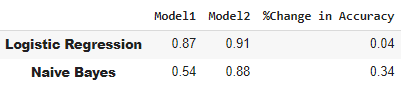 Model1 Model2 %Change in Accuracy
Logistic Regression 0.87 0.91 0.04
Naive Bayes 0.54 0.88 0.34